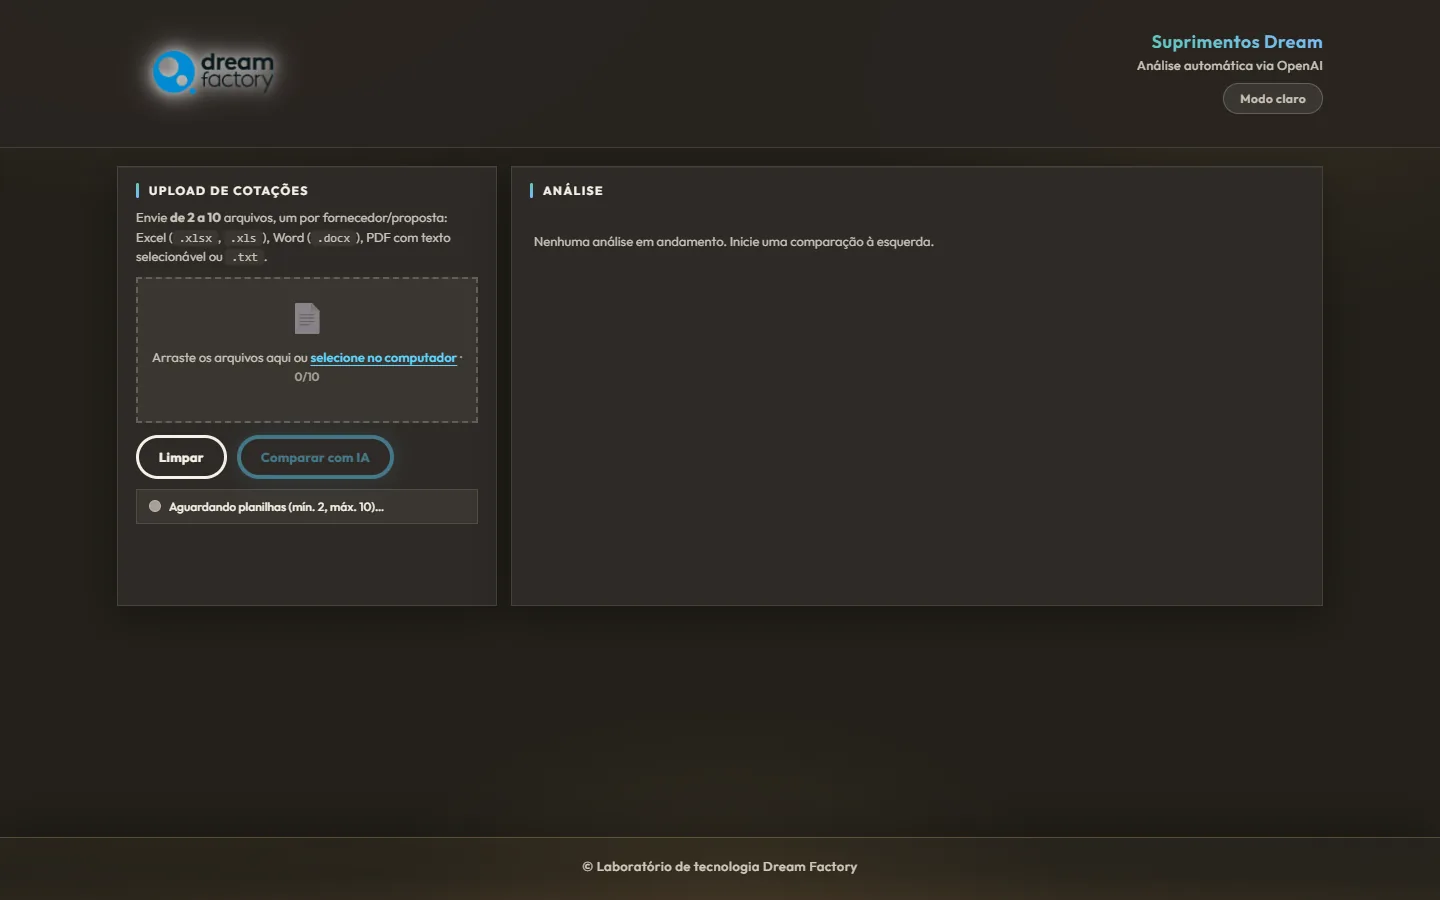 dream
factory
Suprimentos Dream
Análise automática via OpenAI
Modo claro
UPLOAD DE COTAÇÕES
Envie de 2 a 10 arquivos, um por fornecedor/proposta:
Excel ( .xlsx , .xls ), Word ( .docx ), PDF com texto
selecionável ou .txt .
Arraste os arquivos aqui ou selecione no computador ·
0/10
Limpar
Comparar com IA
Aguardando planilhas (mín. 2, máx. 10)...
ANÁLISE
Nenhuma análise em andamento. Inicie uma comparação à esquerda.
© Laboratório de tecnologia Dream Factory